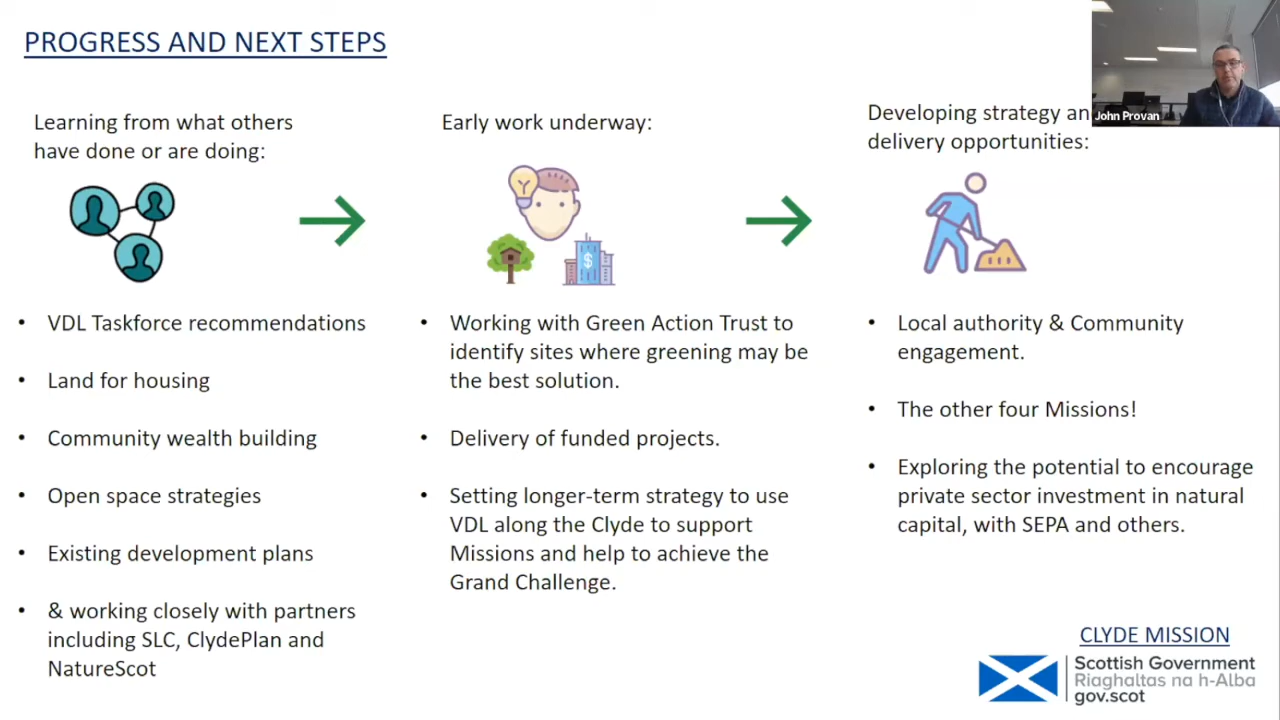 PROGRESS AND NEXT STEPS
Learning from what others
have done or are doing:
• VDL Taskforce recommendations
• Land for housing
• Community wealth building
• Open space strategies
• Existing development plans
• & working closely with partners
including SLC, ClydePlan and
NatureScot
Early work underway:
$
• Working with Green Action Trust to
identify sites where greening may be
the best solution.
• Delivery of funded projects.
• Setting longer-term strategy to use
VDL along the Clyde to support
Missions and help to achieve the
Grand Challenge.
Developing strategy an
delivery opportunities:
• Local authority & Community
engagement.
• The other four Missions!
• Exploring the potential to encourage
private sector investment in natural
capital, with SEPA and others.
John Provan
CLYDE MISSION
Scottish Government
Riaghaltas na h-Alba
gov.scot